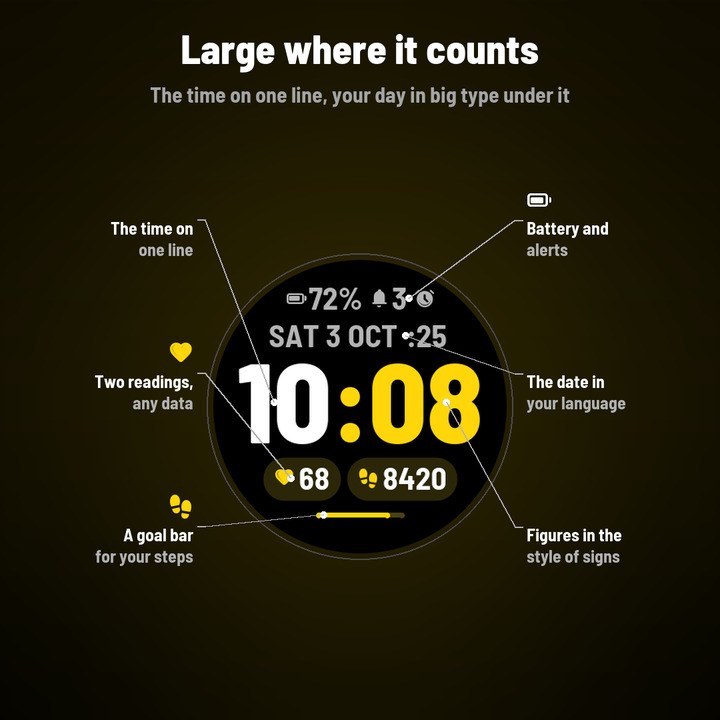 Large where it counts
The time on one line, your day in big type under it
The time on
one line
Battery and
alerts
72% 3
SAT 3 OCT :25
10:08
Two readings,
any data
The date in
your language
68 8420
A goal bar
for your steps
Figures in the
style of signs